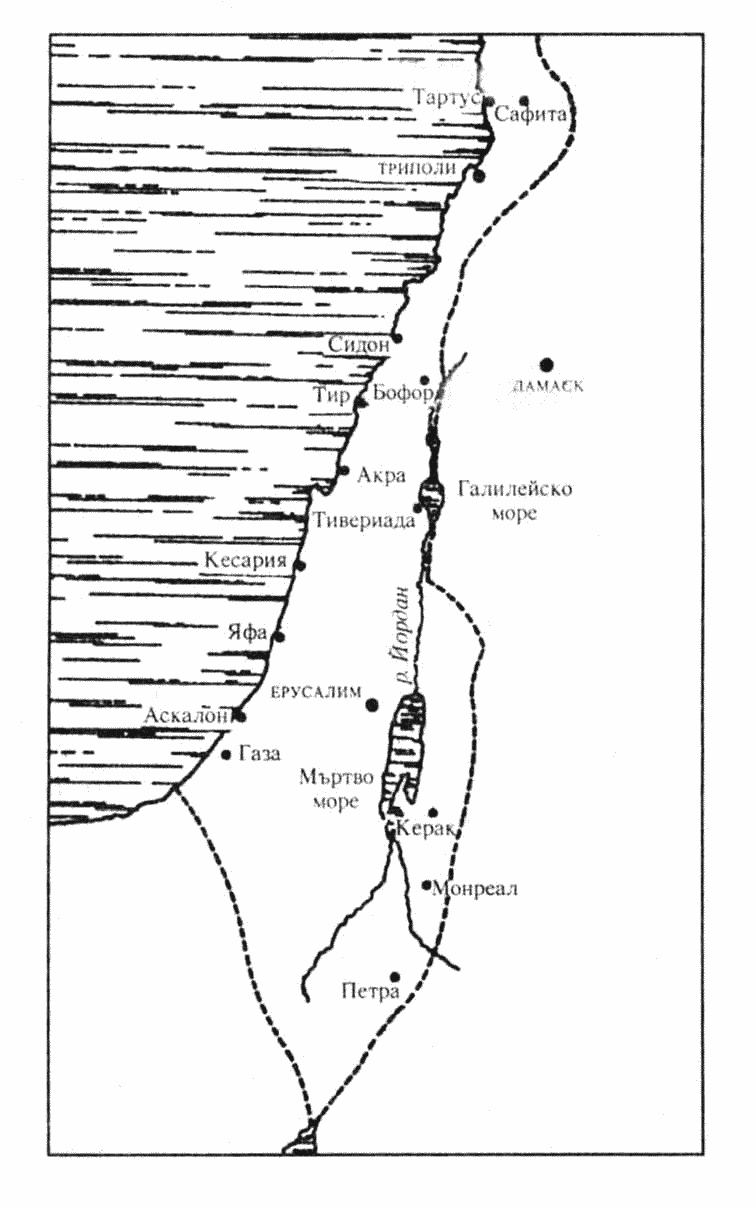 Тартус
Сафита
ТРИПОЛИ
Сидон
ДАМАСК
Тир
Бофор
Акра
Галилейско
море
Тивериада
Кесария
р. Йордан
Яфа
ЕРУСАЛИМ
Аскалон
Газа
Мъртво
море
Керак
Монреал
Петра